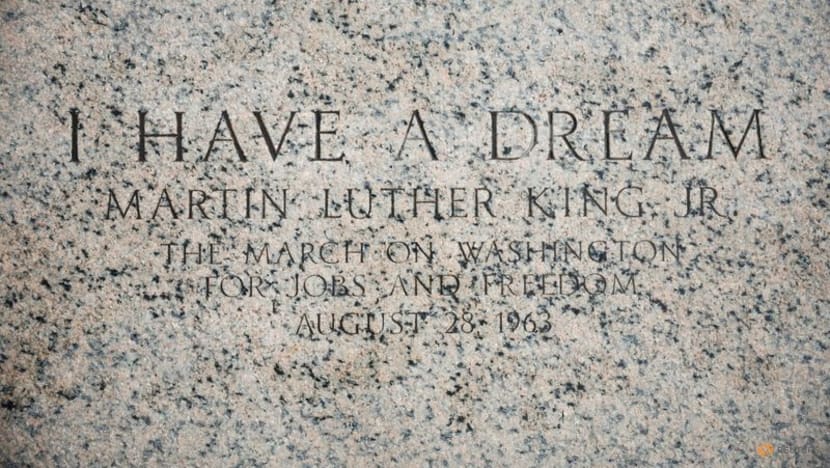 I HAVE A DREAM
MARTIN LUTHER KING JR.
THE MARCH ON WASHINGTON
FOR JOBS AND FREEDOM
AUGUST 28, 1963